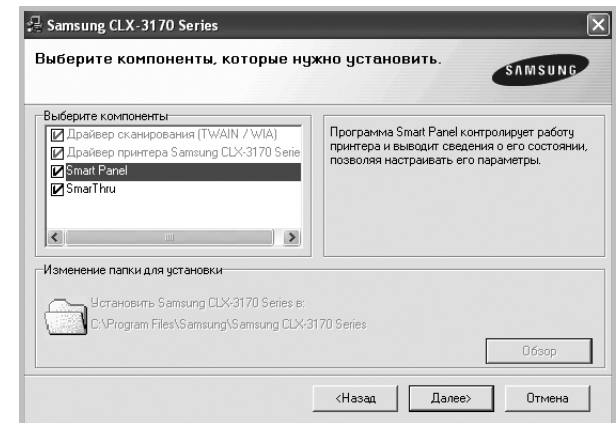 Samsung CLX-3170 Series
Выберите компоненты, которые нужно установить.
SAMSUNG
Выберите компоненты
Драйвер сканирования (TWAIN / WIA)
Драйвер принтера Samsung CLX-3170 Serie
Smart Panel
SmarThru
Программа Smart Panel контролирует работу
принтера и выводит сведения о его состоянии,
позволяя настраивать его параметры.
Изменение папки для установки
Установить Samsung CLX-3170 Series в:
C:\Program Files\Samsung\Samsung CLX-3170 Series
Обзор
<Назад
Далее>
Отмена